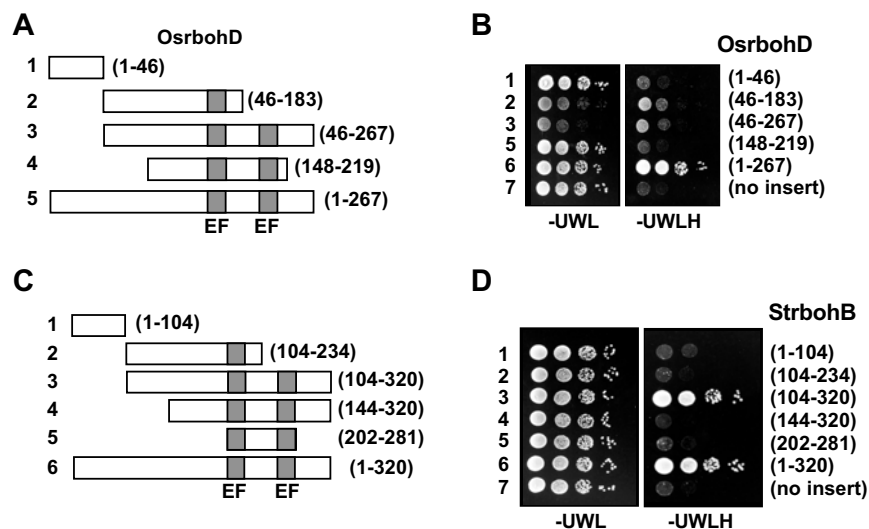 A
OsrbohD
1 (1-46)
2 (46-183)
3 (46-267)
4 (148-219)
5 (1-267)
EF EF
B
OsrbohD
1 (1-46)
2 (46-183)
3 (46-267)
5 (148-219)
6 (1-267)
7 (no insert)
-UWL -UWLH
C
1 (1-104)
2 (104-234)
3 (104-320)
4 (144-320)
5 (202-281)
6 (1-320)
EF EF
D
StrbohB
1 (1-104)
2 (104-234)
3 (104-320)
4 (144-320)
5 (202-281)
6 (1-320)
7 (no insert)
-UWL -UWLH